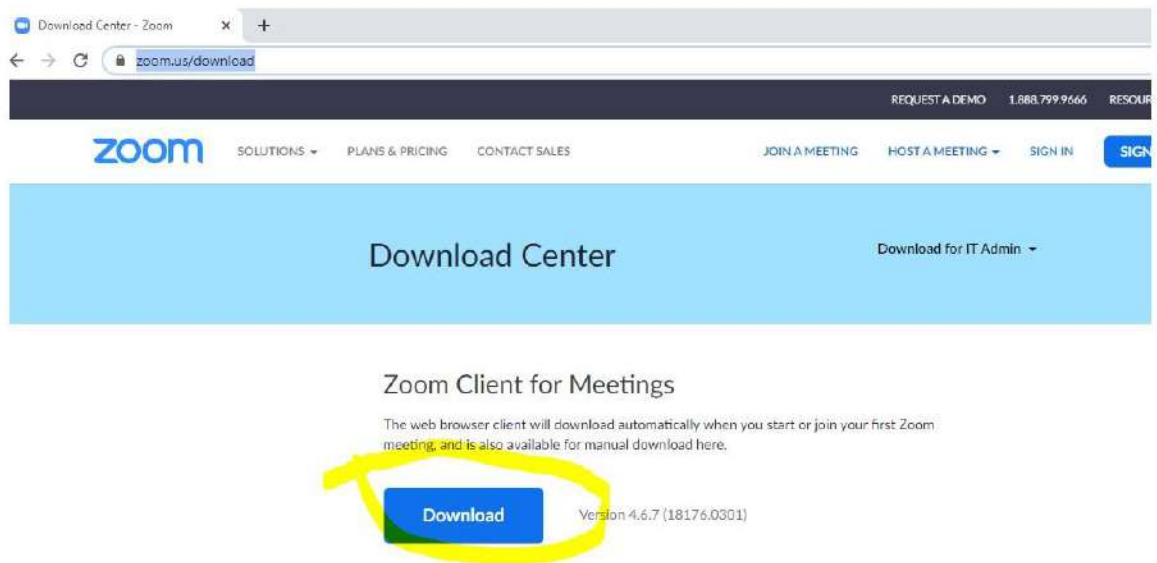 Download Center - Zoom
zoom.us/download
REQUEST A DEMO 1.888.799.9666 RESOUR
zoom SOLUTIONS PLANS & PRICING CONTACT SALES JOIN A MEETING HOST A MEETING SIGN IN SIGN
Download Center Download for IT Admin
Zoom Client for Meetings
The web browser client will download automatically when you start or join your first Zoom
meeting, and is also available for manual download here.
Download Version 4.6.7 (18176.0301)